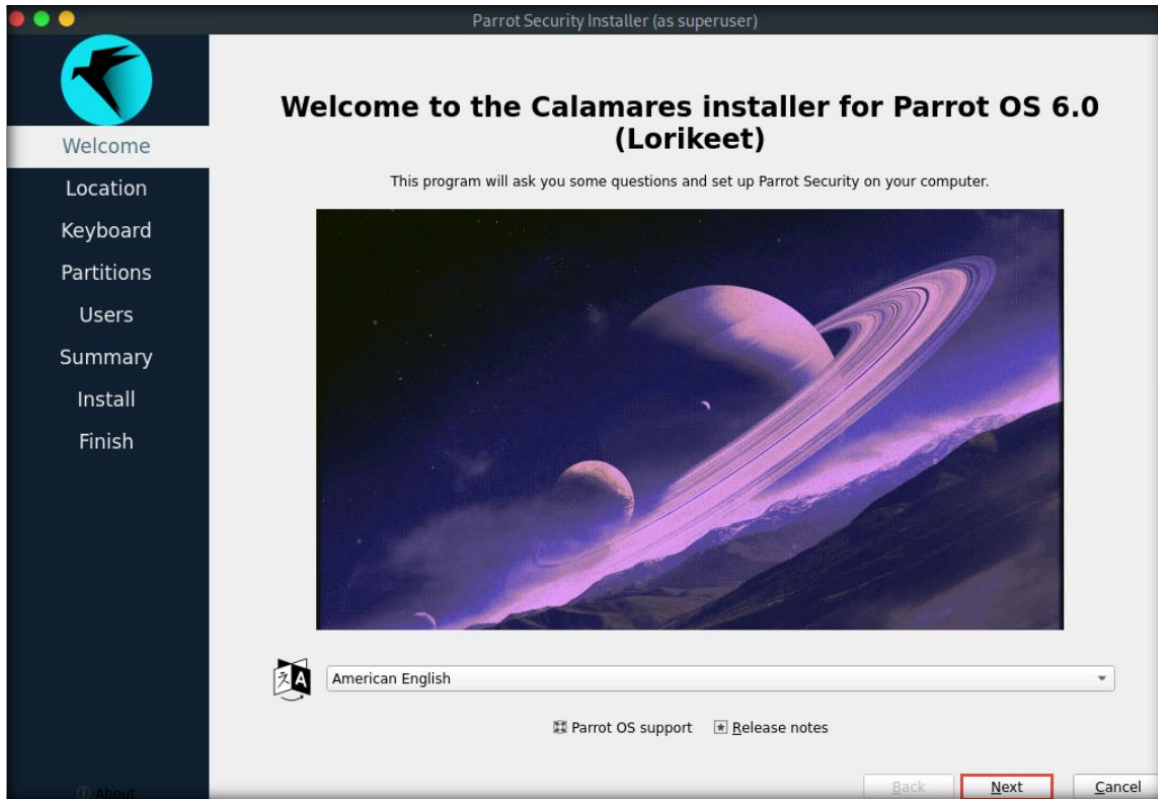 Parrot Security Installer (as superuser)
Welcome
Location
Keyboard
Partitions
Users
Summary
Install
Finish
About
Welcome to the Calamares installer for Parrot OS 6.0
(Lorikeet)
This program will ask you some questions and set up Parrot Security on your computer.
American English
Parrot OS support Release notes
Back Next Cancel